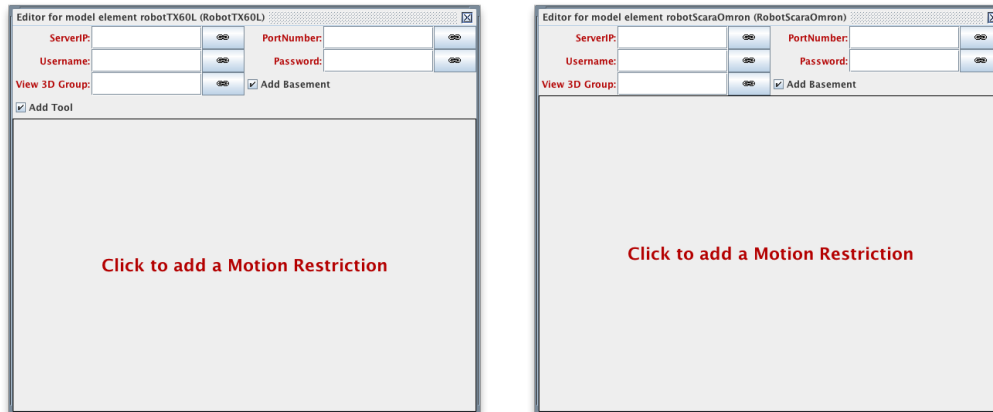 Editor for model element robotTX60L (RobotTX60L)
ServerIP: PortNumber:
Username: Password:
View 3D Group: Add Basement
Add Tool
Click to add a Motion Restriction
Editor for model element robotScaraOmron (RobotScaraOmron)
ServerIP: PortNumber:
Username: Password:
View 3D Group: Add Basement
Click to add a Motion Restriction